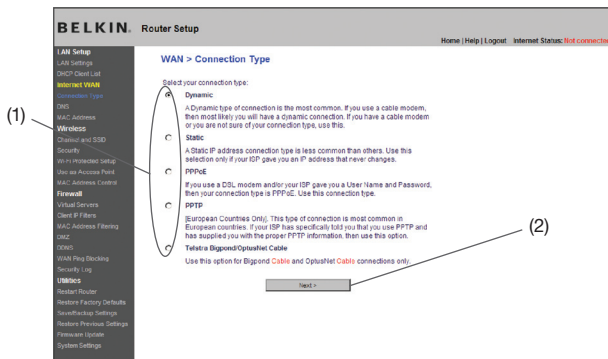 BELKIN. Router Setup
Home | Help | Logout Internet Status: Not connected
LAN Setup
LAN Settings
DHCP Client List
Internet WAN
Connection Type
DNS
MAC Address
Wireless
Channel and SSID
Security
Wi-Fi Protected Setup
Use as Access Point
MAC Address Control
Firewall
Virtual Servers
Client IP Filters
MAC Address Filtering
DMZ
DDNS
WAN Ping Blocking
Security Log
Utilities
Restart Router
Restore Factory Defaults
Save/Backup Settings
Restore Previous Settings
Firmware Update
System Settings
WAN > Connection Type
Select your connection type:
Dynamic
A Dynamic type of connection is the most common. If you use a cable modem,
then most likely you will have a dynamic connection. If you have a cable modem
or you are not sure of your connection type, use this.
Static
A Static IP address connection type is less common than others. Use this
selection only if your ISP gave you an IP address that never changes.
PPPoE
If you use a DSL modem and/or your ISP gave you a User Name and Password,
then your connection type is PPPoE. Use this connection type.
PPTP
[European Countries Only]. This type of connection is most common in
European countries. If your ISP has specifically told you that you use PPTP and
has supplied you with the proper PPTP information, then use this option.
Telstra Bigpond/OptusNet Cable
Use this option for Bigpond Cable and OptusNet Cable connections only.
Next >
(1)
(2)